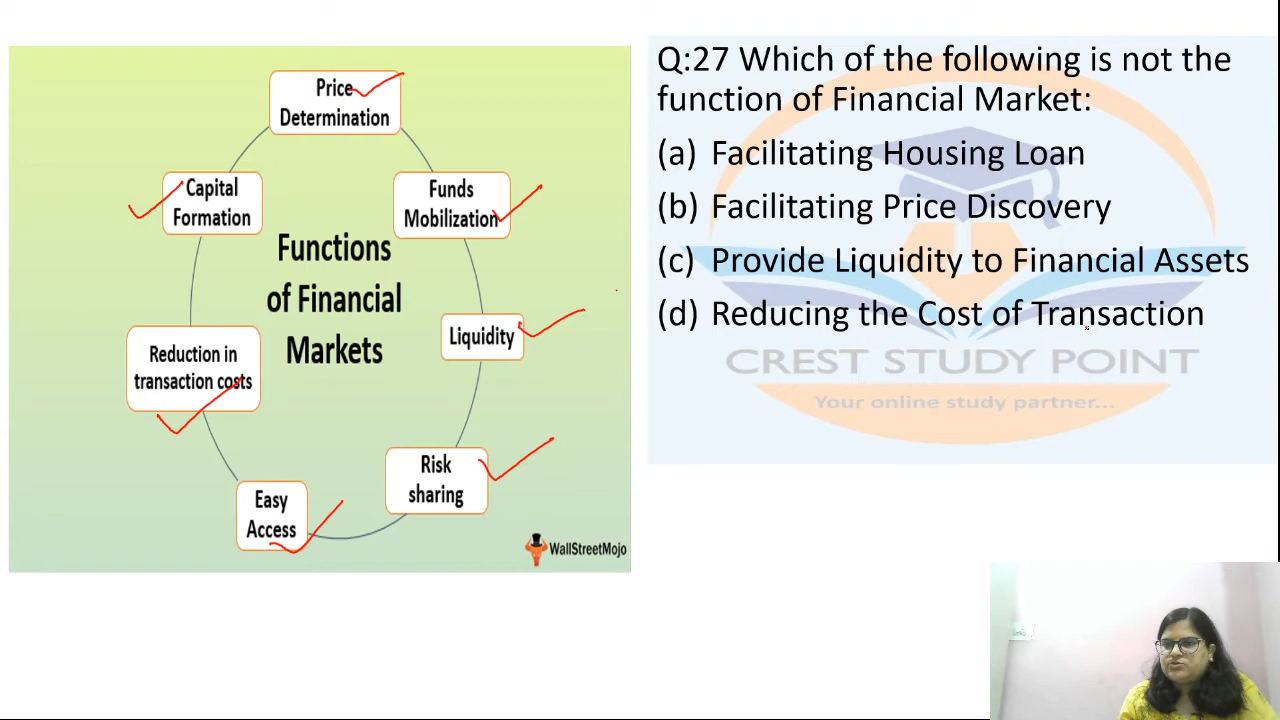 Price
Determination
Capital
Formation
Funds
Mobilization
Functions
of Financial
Markets
Liquidity
Reduction in
transaction costs
Risk
sharing
Easy
Access
WallStreetMojo
Q:27 Which of the following is not the
function of Financial Market:
(a) Facilitating Housing Loan
(b) Facilitating Price Discovery
(c) Provide Liquidity to Financial Assets
(d) Reducing the Cost of Transaction
CREST STUDY POINT
Your online study partner...